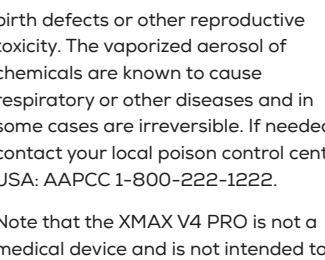 birth defects or other reproductive
toxicity. The vaporized aerosol of
chemicals are known to cause
respiratory or other diseases and in
some cases are irreversible. If needed
contact your local poison control cent
USA: AAPCC 1-800-222-1222.
Note that the XMAX V4 PRO is not a
medical device and is not intended to